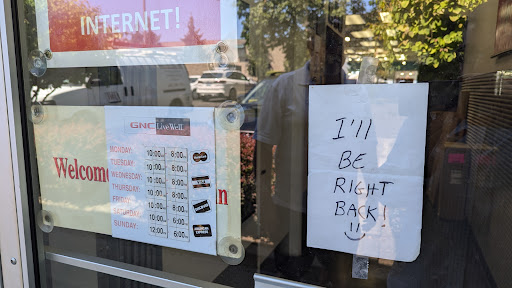 INTERNET!
GNC LiveWell.
MONDAY: 10:00 8:00
TUESDAY: 10:00 8:00
WEDNESDAY: 10:00 8:00
THURSDAY: 10:00 8:00
FRIDAY: 10:00 8:00
SATURDAY: 10:00 6:00
SUNDAY: 12:00 6:00
Welcom
I'll
BE
RIGHT
BACK!